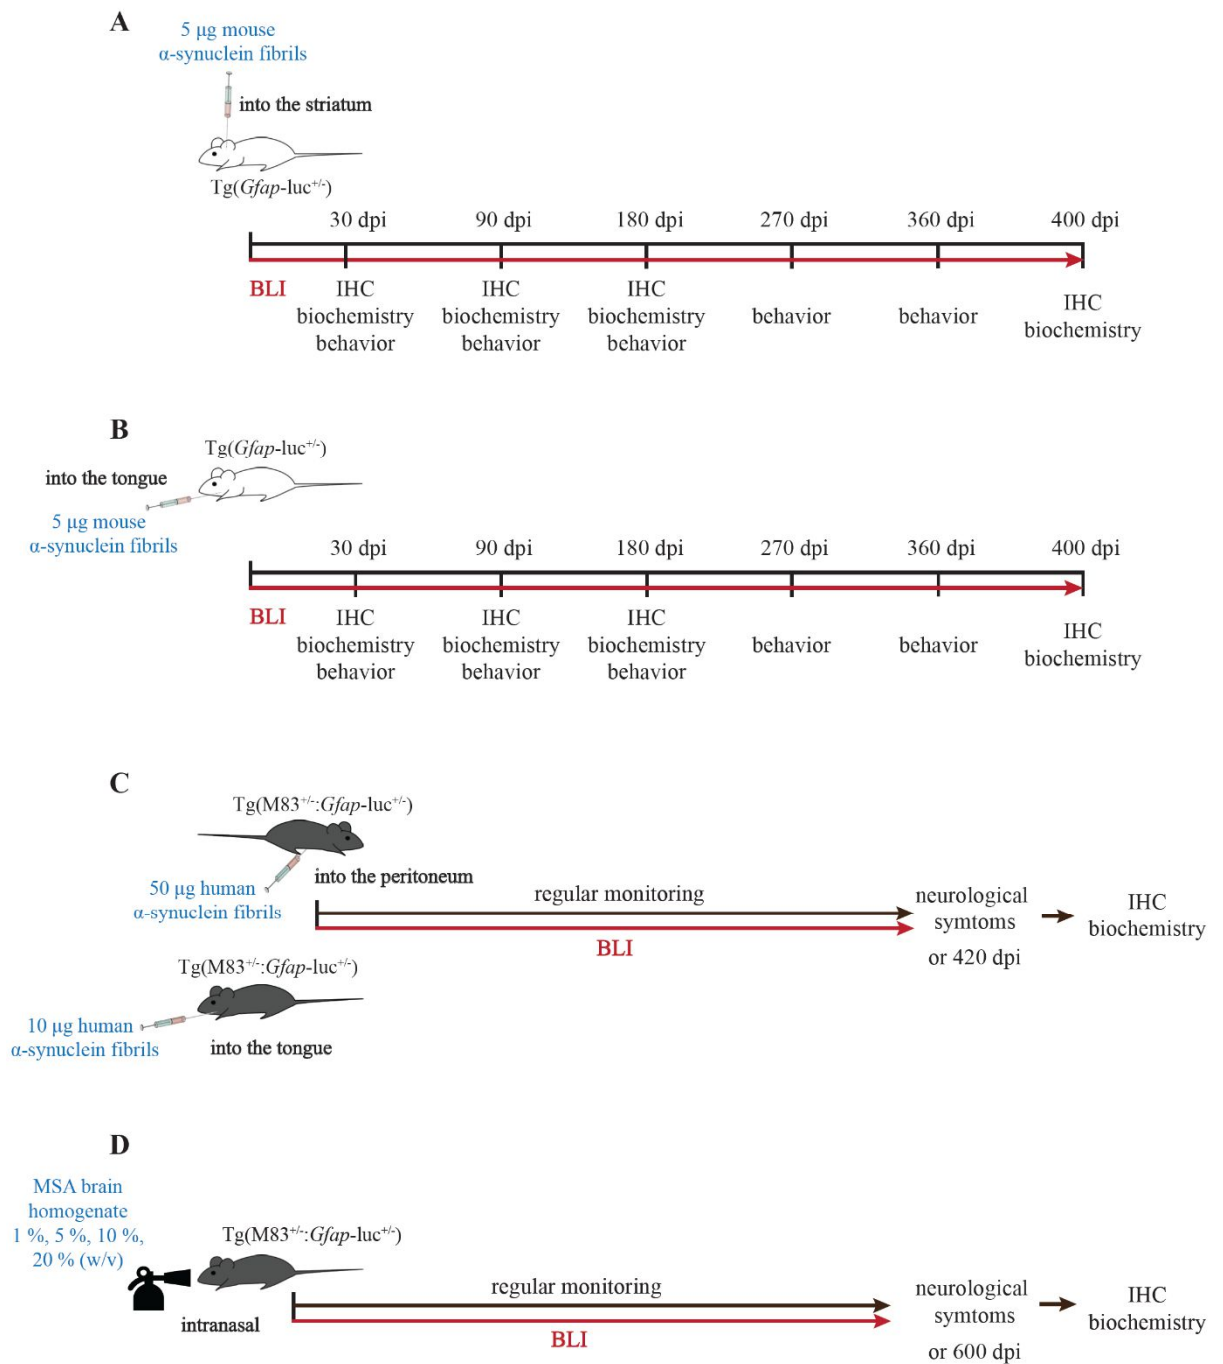 A
5 μg mouse
α-synuclein fibrils
into the striatum
Tg(Gfap-luc+/-)
30 dpi 90 dpi 180 dpi 270 dpi 360 dpi 400 dpi
BLI
IHC
biochemistry
behavior
IHC
biochemistry
behavior
IHC
biochemistry
behavior
behavior
behavior
IHC
biochemistry
B
Tg(Gfap-luc+/-)
into the tongue
5 μg mouse
α-synuclein fibrils
30 dpi 90 dpi 180 dpi 270 dpi 360 dpi 400 dpi
BLI
IHC
biochemistry
behavior
IHC
biochemistry
behavior
IHC
biochemistry
behavior
behavior
behavior
IHC
biochemistry
C
Tg(M83+/-:Gfap-luc+/-)
into the peritoneum
50 μg human
α-synuclein fibrils
regular monitoring
BLI
neurological
symtoms
or 420 dpi
IHC
biochemistry
Tg(M83+/-:Gfap-luc+/-)
10 μg human
α-synuclein fibrils
into the tongue
D
MSA brain
homogenate
1 %, 5 %, 10 %,
20 % (w/v)
Tg(M83+/-:Gfap-luc+/-)
intranasal
regular monitoring
BLI
neurological
symtoms
or 600 dpi
IHC
biochemistry